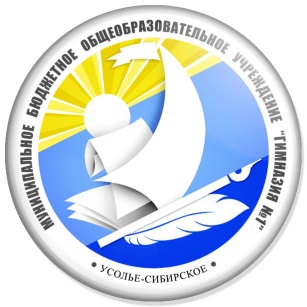 МУНИЦИПАЛЬНОЕ БЮДЖЕТНОЕ ОБЩЕОБРАЗОВАТЕЛЬНОЕ УЧРЕЖДЕНИЕ "ГИМНАЗИЯ №1"
• УСОЛЬЕ-СИБИРСКОЕ •